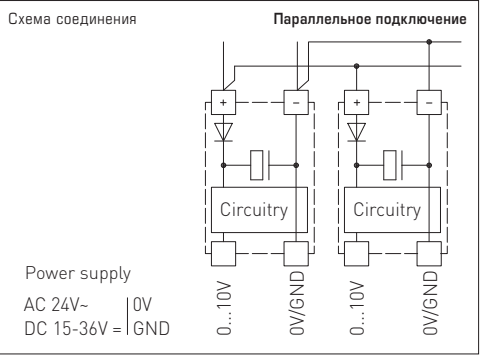 Схема соединения
Параллельное подключение
+ − + −
Circuitry Circuitry
Power supply
AC 24V~ | 0V
DC 15-36V = | GND
0...10V
0V/GND
0...10V
0V/GND